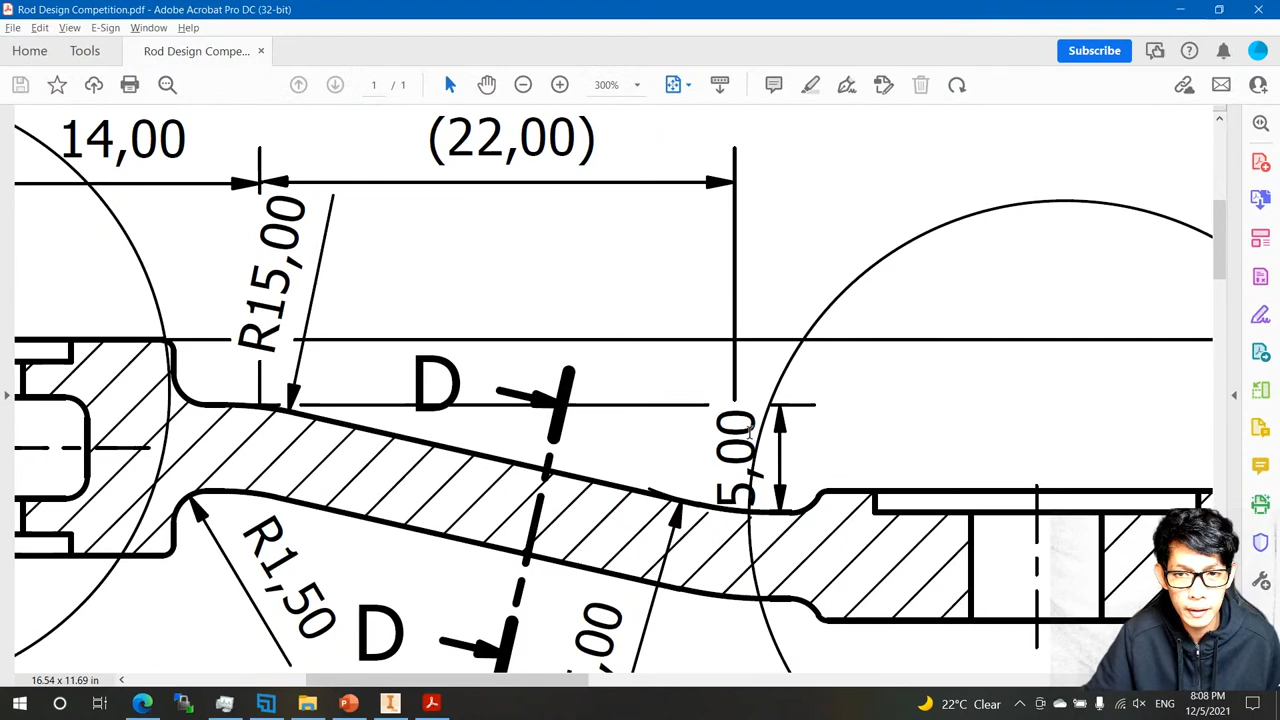 Rod Design Competition.pdf - Adobe Acrobat Pro DC (32-bit)
File Edit View E-Sign Window Help
Home Tools Rod Design Compe... ×
Subscribe
1 / 1
300%
14,00
(22,00)
R15,00
D
5,00
R1,50
D
,00
16.54 x 11.69 in
22°C Clear
8:08 PM
12/5/2021